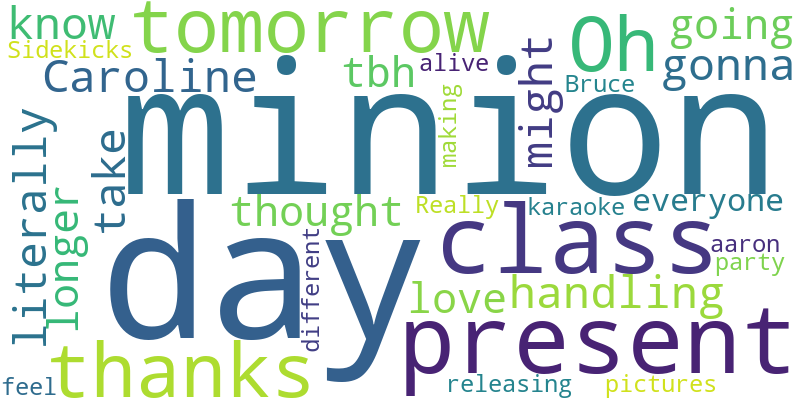 know
tomorrow
Oh
going
Sidekicks
Caroline
tbh
alive
gonna
Bruce
minion
making
might
literally
take
longer
thought
Really
karaoke
everyone
day
class
aaron
party
different
love
handling
present
thanks
feel
releasing
pictures